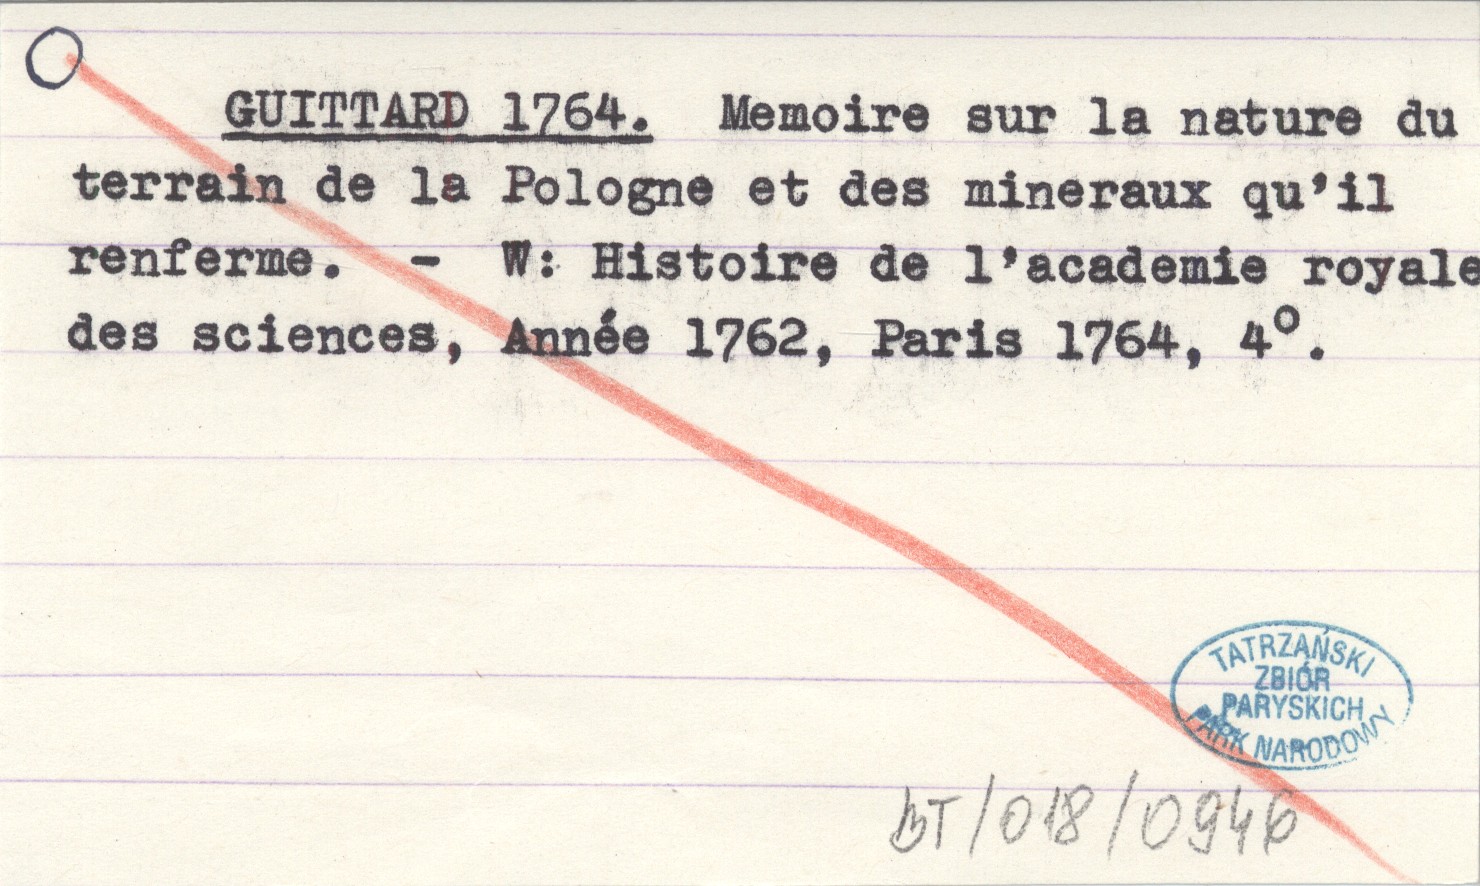 GUITTARD 1764. Memoire sur la nature du
terrain de la Pologne et des mineraux qu'il
renferme. - W: Histoire de l'academie royale
des sciences, Année 1762, Paris 1764, 4º.
TATRZAŃSKI
ZBIÓR
PARYSKICH
PARK NARODOWY
BT/018/0946